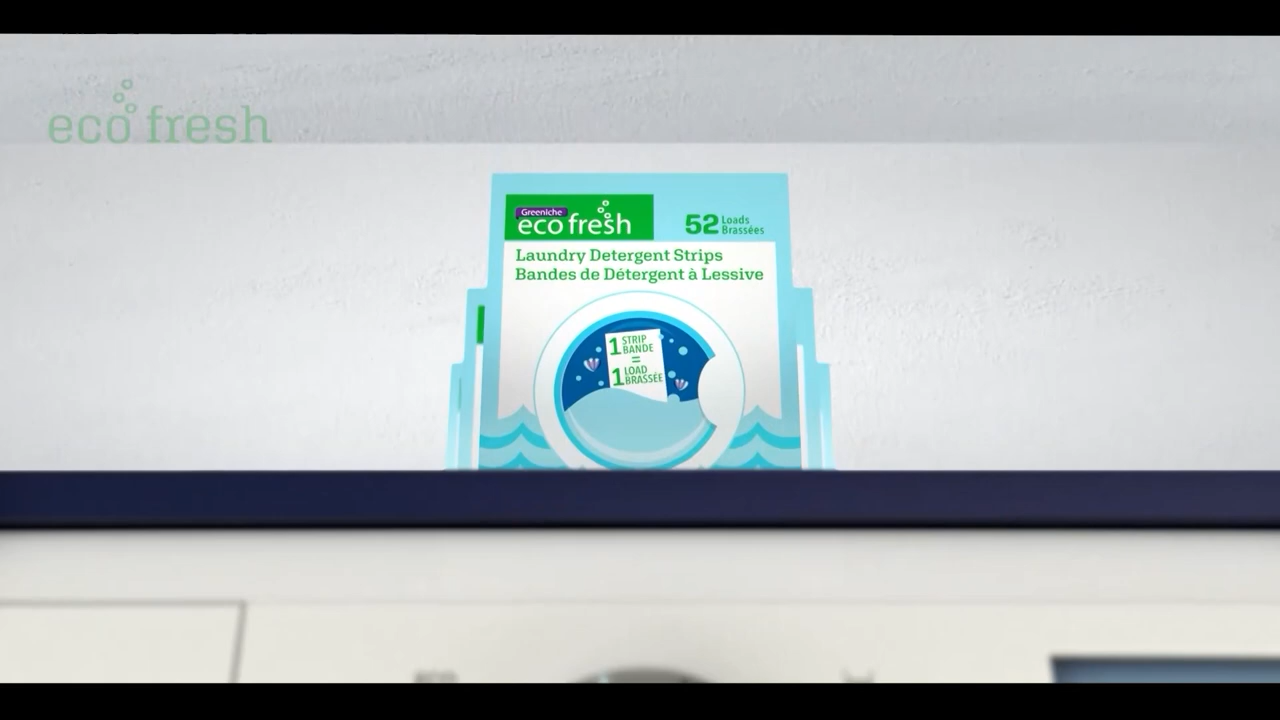 eco fresh
Greeniche
eco fresh
52 Loads
Brassées
Laundry Detergent Strips
Bandes de Détergent à Lessive
1 STRIP
BANDE
=
1 LOAD
BRASSÉE